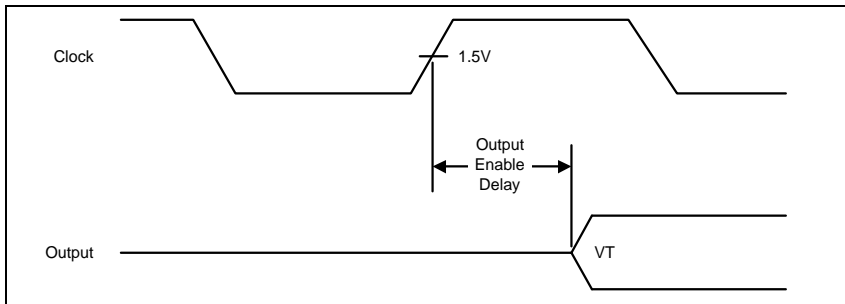 Clock
1.5V
Output
Enable
Delay
Output
VT